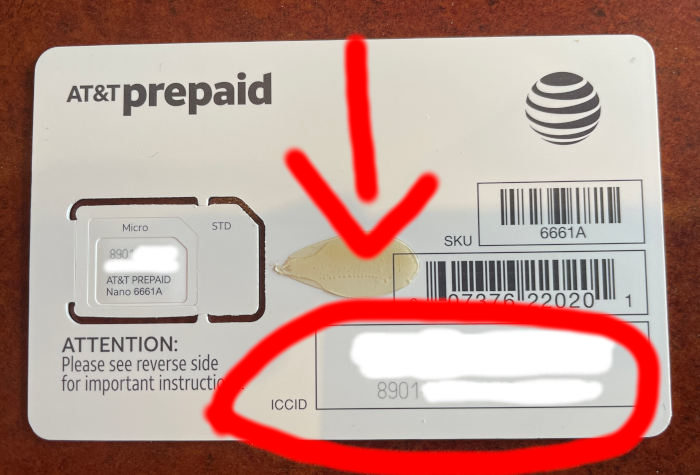 AT&T prepaid
Micro
STD
8901
AT&T PREPAID
Nano 6661A
SKU
6661A
07376 22020 1
ATTENTION:
Please see reverse side
for important
ICCID
8901